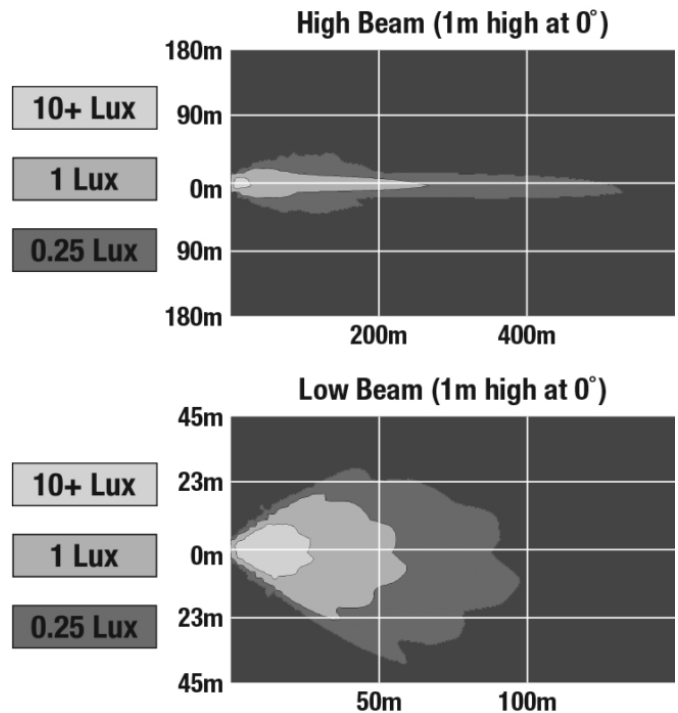 High Beam (1m high at 0°)
180m
10+ Lux
90m
1 Lux
0m
0.25 Lux
90m
180m
200m
400m
Low Beam (1m high at 0°)
45m
10+ Lux
23m
1 Lux
0m
0.25 Lux
23m
45m
50m
100m